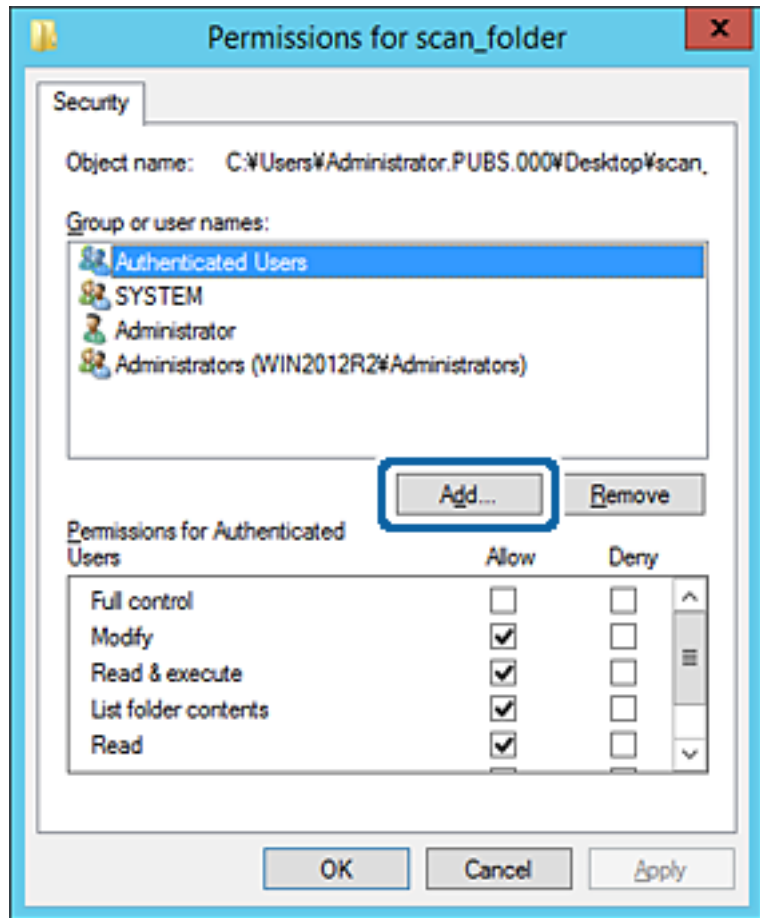 Permissions for scan_folder
x
Security
Object name: C:¥Users¥Administrator.PUBS.000¥Desktop¥scan_
Group or user names:
Authenticated Users
SYSTEM
Administrator
Administrators (WIN2012R2¥Administrators)
Add... Remove
Permissions for Authenticated
Users Allow Deny
Full control
Modify
Read & execute
List folder contents
Read
OK Cancel Apply